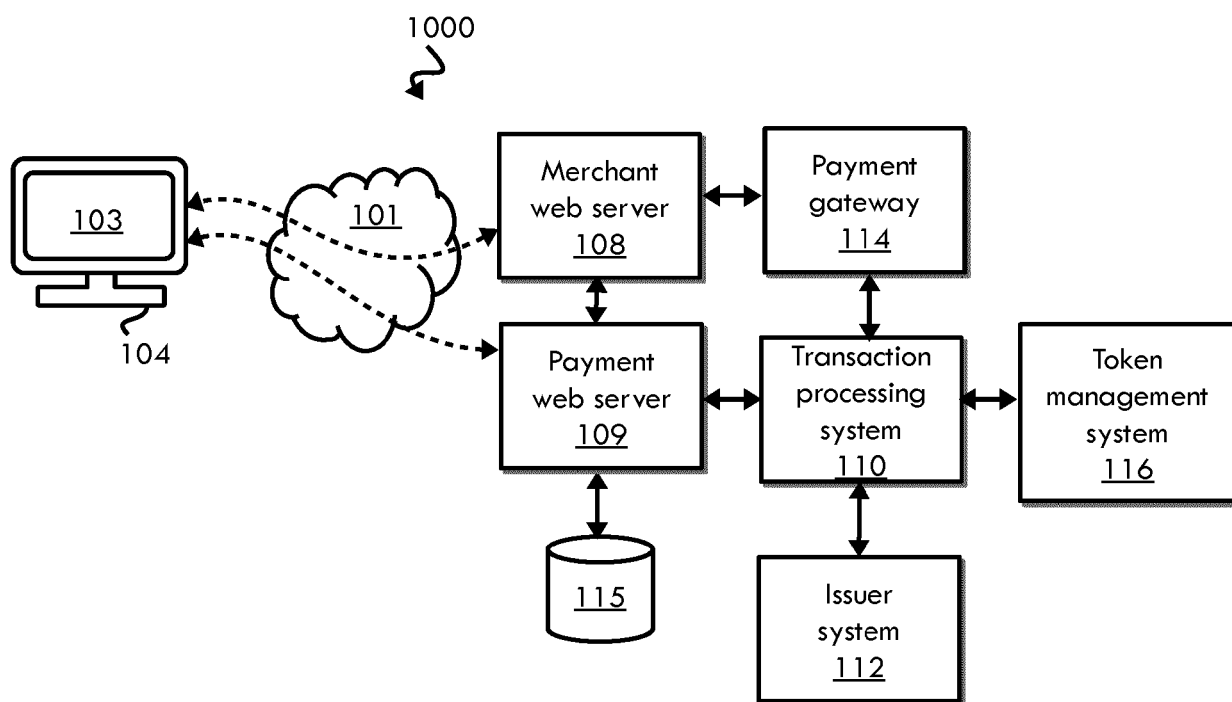 1000
103
104
101
Merchant
web server
108
Payment
gateway
114
Payment
web server
109
Transaction
processing
system
110
Token
management
system
116
115
Issuer
system
112